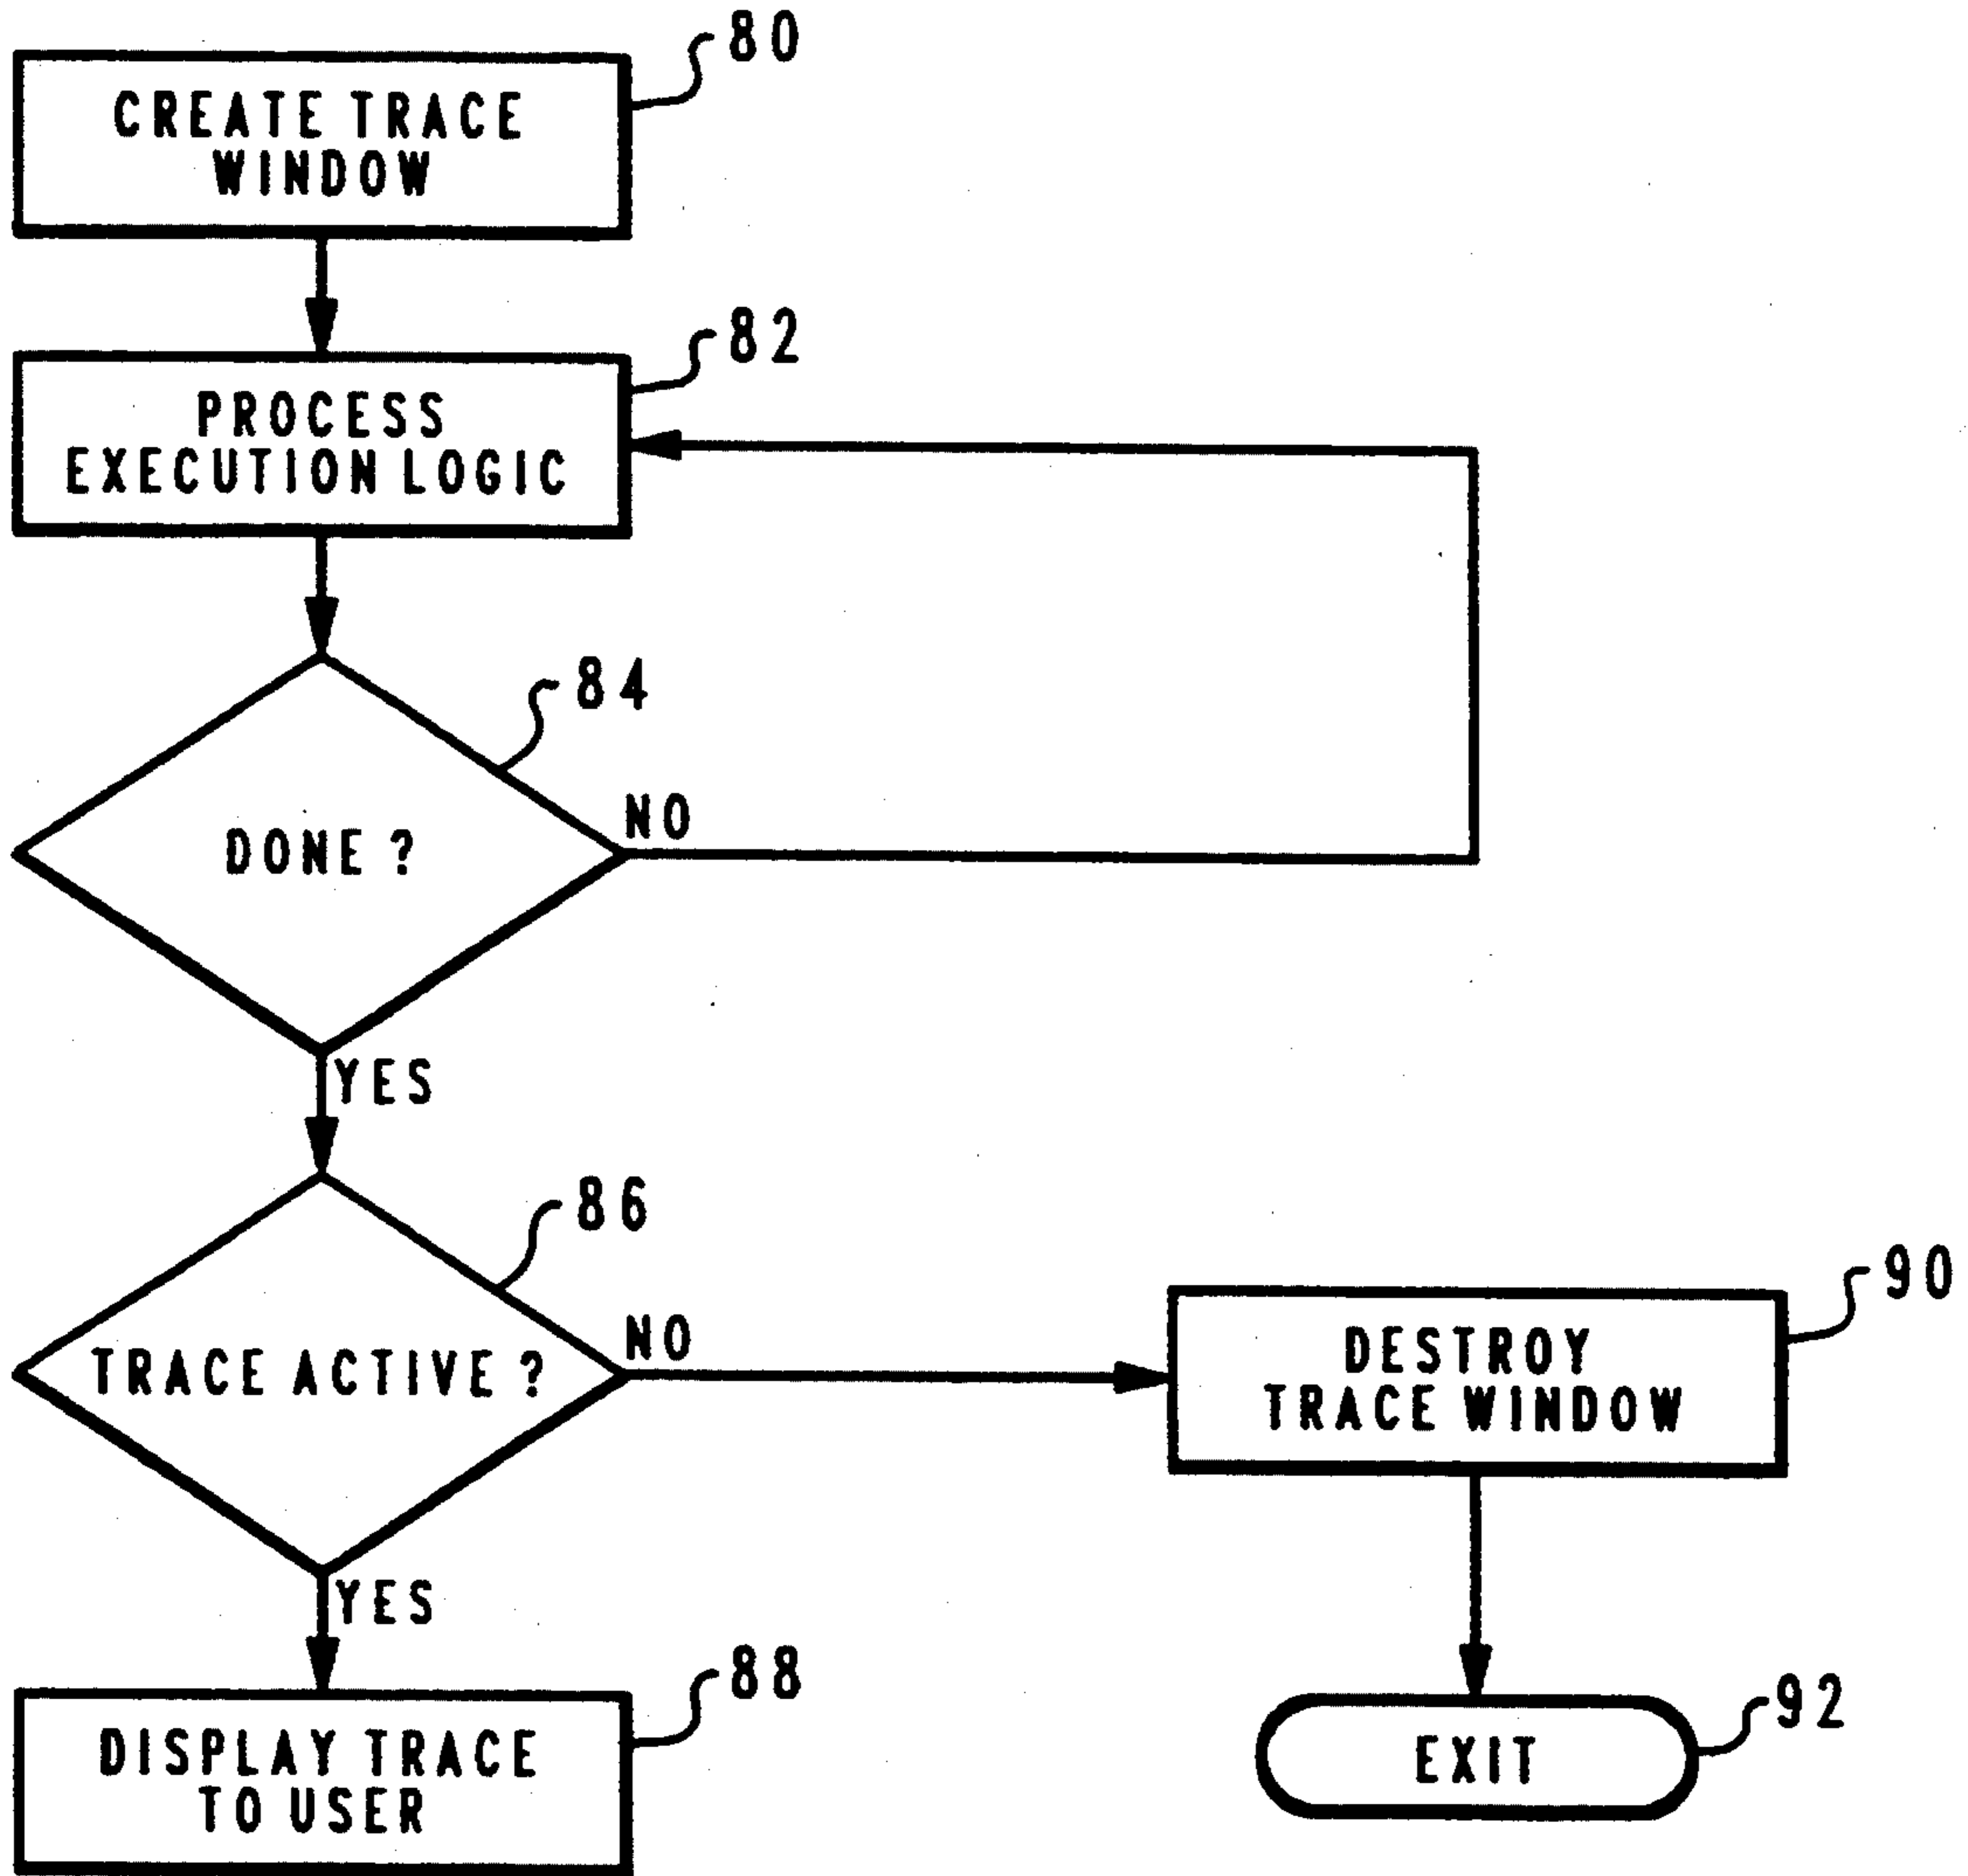 80
CREATE TRACE
WINDOW
82
PROCESS
EXECUTION LOGIC
84
DONE ?
NO
YES
86
TRACE ACTIVE ?
NO
90
DESTROY
TRACE WINDOW
YES
88
DISPLAY TRACE
TO USER
92
EXIT